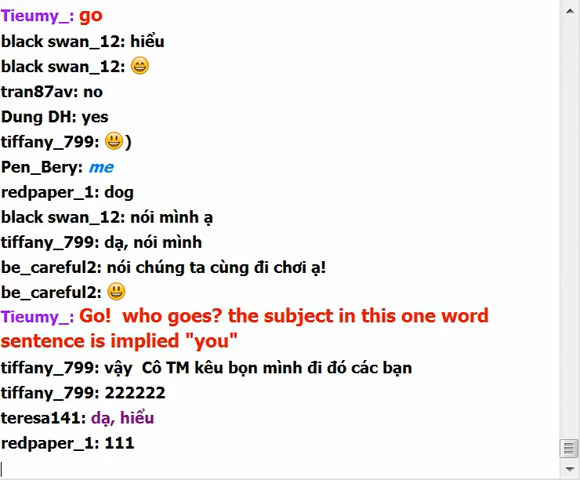 Tieumy_: go
black swan_12: hiểu
black swan_12: 😄
tran87av: no
Dung DH: yes
tiffany_799: 😃)
Pen_Bery: me
redpaper_1: dog
black swan_12: nói mình ạ
tiffany_799: dạ, nói mình
be_careful2: nói chúng ta cùng đi chơi ạ!
be_careful2: 😃
Tieumy_: Go!  who goes? the subject in this one word
sentence is implied "you"
tiffany_799: vậy  Cô TM kêu bọn mình đi đó các bạn
tiffany_799: 222222
teresa141: dạ, hiểu
redpaper_1: 111